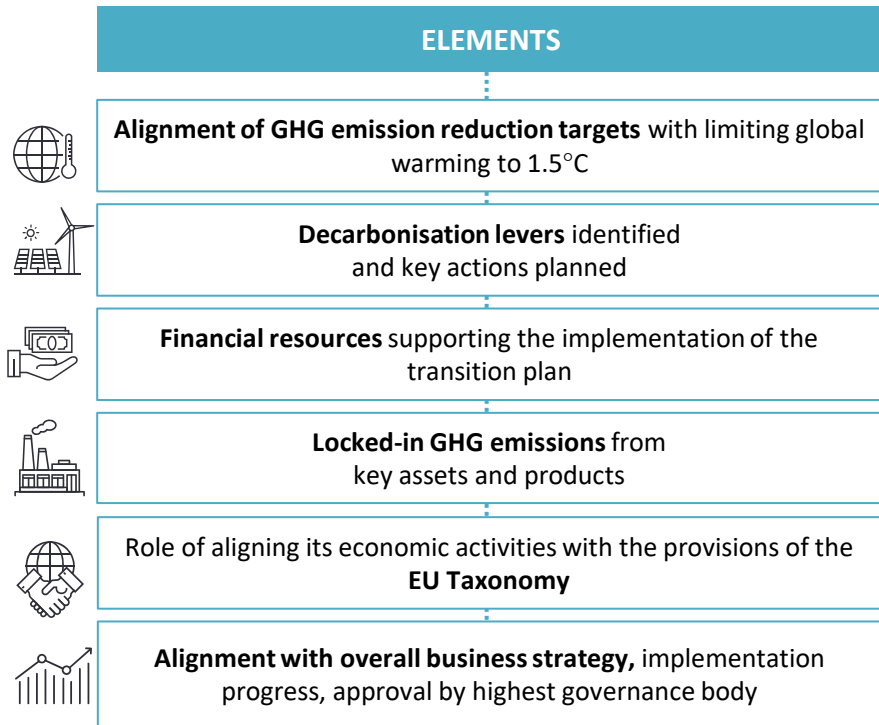 ELEMENTS
Alignment of GHG emission reduction targets with limiting global
warming to 1.5°C
Decarbonisation levers identified
and key actions planned
Financial resources supporting the implementation of the
transition plan
Locked-in GHG emissions from
key assets and products
Role of aligning its economic activities with the provisions of the
EU Taxonomy
Alignment with overall business strategy, implementation
progress, approval by highest governance body